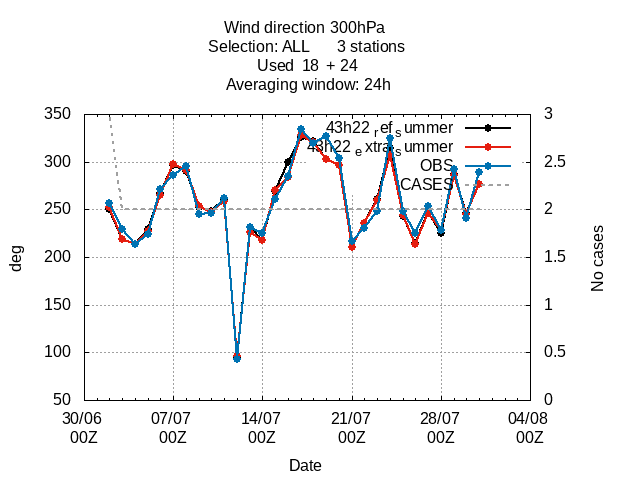 Wind direction 300hPa
Selection: ALL 3 stations
Used 18 + 24
Averaging window: 24h
350 3
43h22refsummer
43h22extrasummer
300 2.5
OBS
CASES
250 2
deg
200 1.5
No cases
150 1
100 0.5
50 0
30/06 07/07 14/07 21/07 28/07 04/08
00Z 00Z 00Z 00Z 00Z 00Z
Date